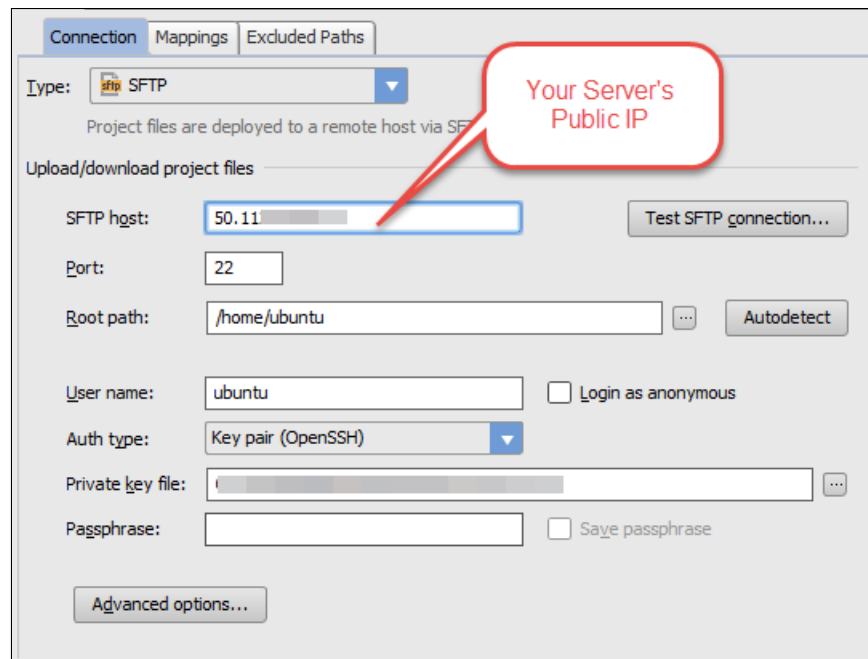 Connection Mappings Excluded Paths
Type: sftp SFTP
Your Server's
Public IP
Project files are deployed to a remote host via
Upload/download project files
SFTP host: 50.11
Test SFTP connection...
Port: 22
Root path: /home/ubuntu ... Autodetect
User name: ubuntu Login as anonymous
Auth type: Key pair (OpenSSH)
Private key file: ...
Passphrase: Save passphrase
Advanced options...